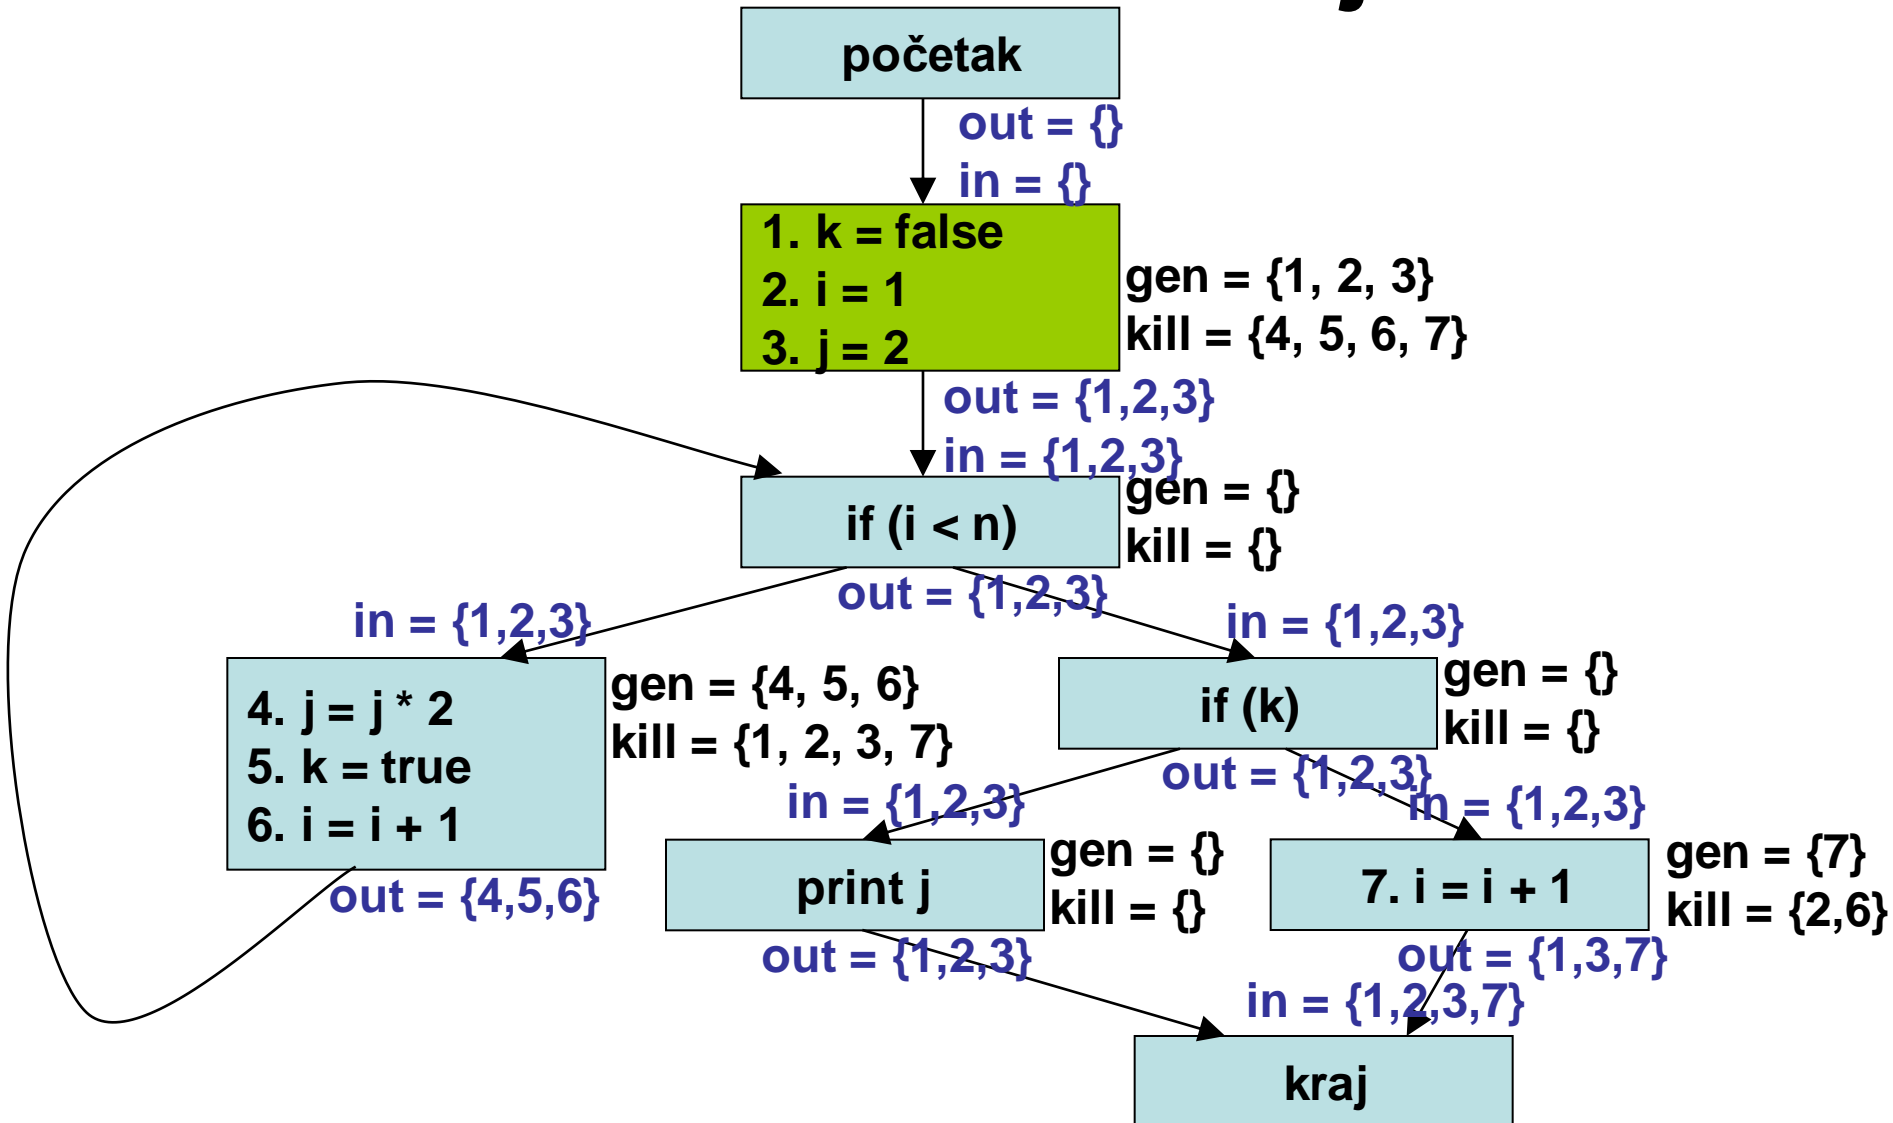 početak
out = {}
in = {}
1. k = false
2. i = 1
3. j = 2
gen = {1, 2, 3}
kill = {4, 5, 6, 7}
out = {1,2,3}
in = {1,2,3}
if (i < n)
gen = {}
kill = {}
out = {1,2,3}
in = {1,2,3}
in = {1,2,3}
4. j = j * 2
5. k = true
6. i = i + 1
gen = {4, 5, 6}
kill = {1, 2, 3, 7}
out = {4,5,6}
if (k)
gen = {}
kill = {}
out = {1,2,3}
in = {1,2,3}
in = {1,2,3}
print j
gen = {}
kill = {}
out = {1,2,3}
7. i = i + 1
gen = {7}
kill = {2,6}
out = {1,3,7}
in = {1,2,3,7}
kraj